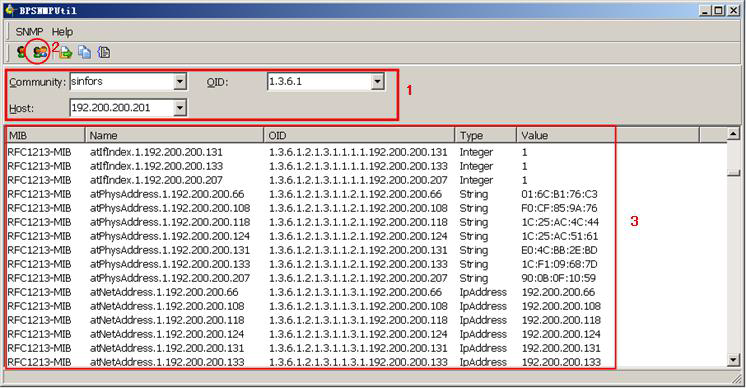 BPSNMPUtil
SNMP Help
2
Community: sinfors OID: 1.3.6.1
1
Host: 192.200.200.201
MIB Name OID Type Value
RFC1213-MIB atIfIndex.1.192.200.200.131 1.3.6.1.2.1.3.1.1.1.1.192.200.200.131 Integer 1
RFC1213-MIB atIfIndex.1.192.200.200.133 1.3.6.1.2.1.3.1.1.1.1.192.200.200.133 Integer 1
RFC1213-MIB atIfIndex.1.192.200.200.207 1.3.6.1.2.1.3.1.1.1.1.192.200.200.207 Integer 1
RFC1213-MIB atPhysAddress.1.192.200.200.66 1.3.6.1.2.1.3.1.1.2.1.192.200.200.66 String 01:6C:B1:76:C3
RFC1213-MIB atPhysAddress.1.192.200.200.108 1.3.6.1.2.1.3.1.1.2.1.192.200.200.108 String F0:CF:85:9A:76
RFC1213-MIB atPhysAddress.1.192.200.200.118 1.3.6.1.2.1.3.1.1.2.1.192.200.200.118 String 1C:25:AC:4C:44
3
RFC1213-MIB atPhysAddress.1.192.200.200.124 1.3.6.1.2.1.3.1.1.2.1.192.200.200.124 String 1C:25:AC:51:61
RFC1213-MIB atPhysAddress.1.192.200.200.131 1.3.6.1.2.1.3.1.1.2.1.192.200.200.131 String E0:4C:BB:2E:BD
RFC1213-MIB atPhysAddress.1.192.200.200.133 1.3.6.1.2.1.3.1.1.2.1.192.200.200.133 String 1C:F1:09:68:7D
RFC1213-MIB atPhysAddress.1.192.200.200.207 1.3.6.1.2.1.3.1.1.2.1.192.200.200.207 String 90:0B:0F:10:59
RFC1213-MIB atNetAddress.1.192.200.200.66 1.3.6.1.2.1.3.1.1.3.1.192.200.200.66 IpAddress 192.200.200.66
RFC1213-MIB atNetAddress.1.192.200.200.108 1.3.6.1.2.1.3.1.1.3.1.192.200.200.108 IpAddress 192.200.200.108
RFC1213-MIB atNetAddress.1.192.200.200.118 1.3.6.1.2.1.3.1.1.3.1.192.200.200.118 IpAddress 192.200.200.118
RFC1213-MIB atNetAddress.1.192.200.200.124 1.3.6.1.2.1.3.1.1.3.1.192.200.200.124 IpAddress 192.200.200.124
RFC1213-MIB atNetAddress.1.192.200.200.131 1.3.6.1.2.1.3.1.1.3.1.192.200.200.131 IpAddress 192.200.200.131
RFC1213-MIB atNetAddress.1.192.200.200.133 1.3.6.1.2.1.3.1.1.3.1.192.200.200.133 IpAddress 192.200.200.133